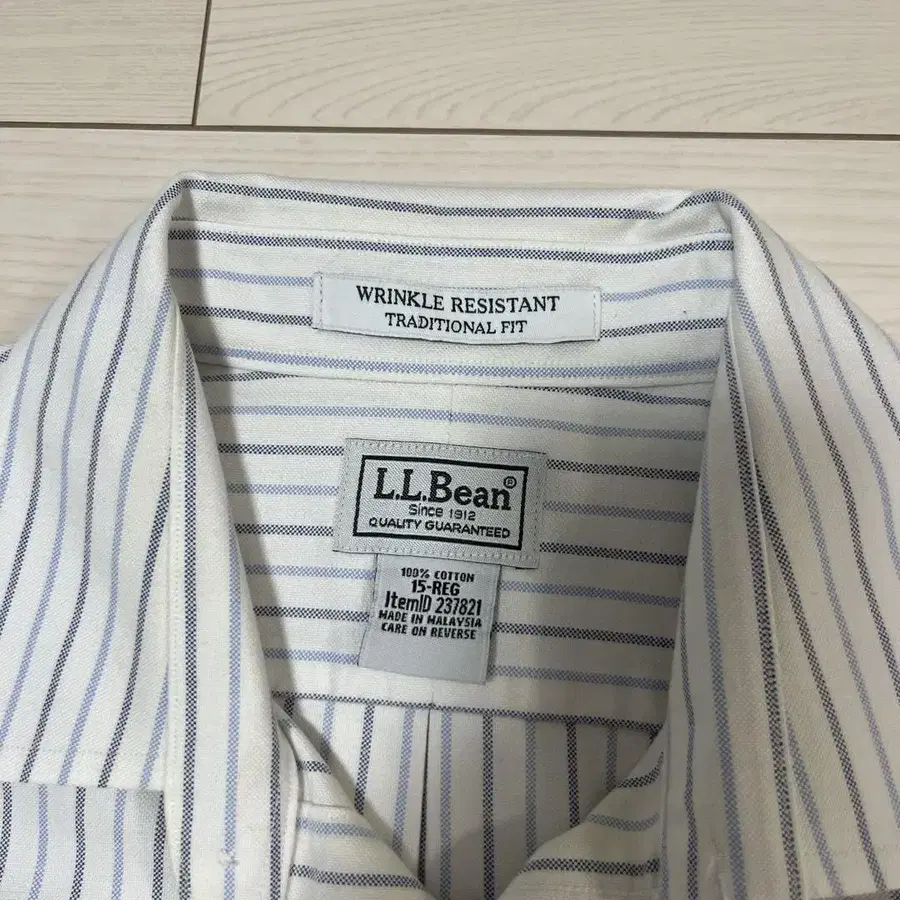 WRINKLE RESISTANT
TRADITIONAL FIT
L.L.Bean®
Since 1912
QUALITY GUARANTEED
100% COTTON
15-REG
ItemID 237821
MADE IN MALAYSIA
CARE ON REVERSE